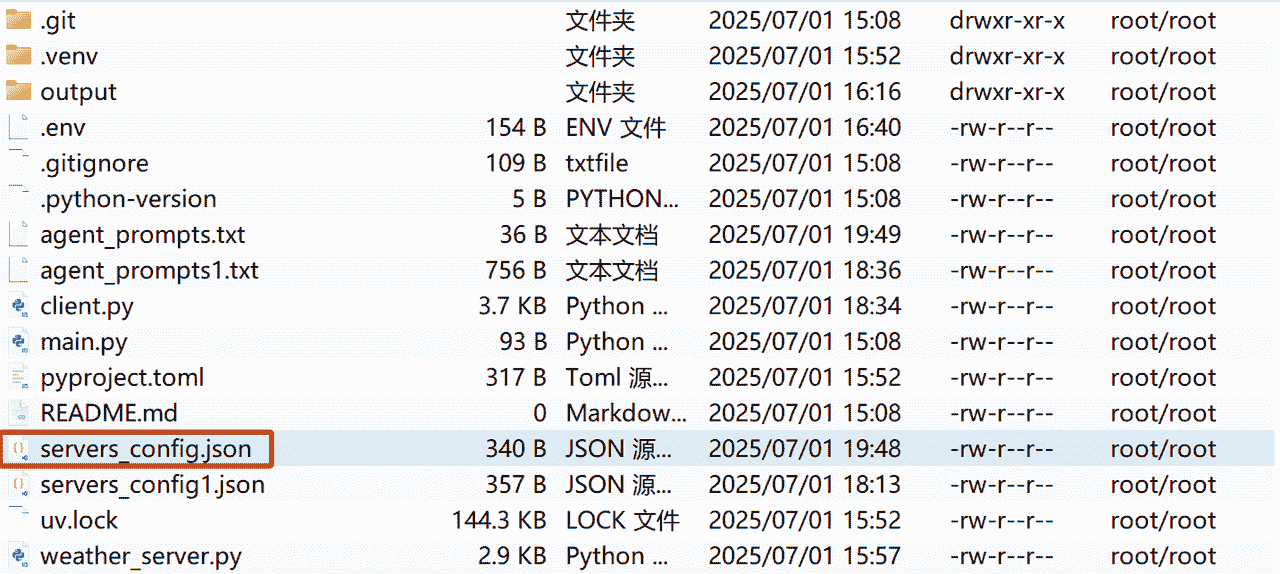 .git 文件夹 2025/07/01 15:08 drwxr-xr-x root/root
.venv 文件夹 2025/07/01 15:52 drwxr-xr-x root/root
output 文件夹 2025/07/01 16:16 drwxr-xr-x root/root
.env 154 B ENV 文件 2025/07/01 16:40 -rw-r--r-- root/root
.gitignore 109 B txtfile 2025/07/01 15:08 -rw-r--r-- root/root
.python-version 5 B PYTHON... 2025/07/01 15:08 -rw-r--r-- root/root
agent_prompts.txt 36 B 文本文档 2025/07/01 19:49 -rw-r--r-- root/root
agent_prompts1.txt 756 B 文本文档 2025/07/01 18:36 -rw-r--r-- root/root
client.py 3.7 KB Python ... 2025/07/01 18:34 -rw-r--r-- root/root
main.py 93 B Python ... 2025/07/01 15:08 -rw-r--r-- root/root
pyproject.toml 317 B Toml 源... 2025/07/01 15:52 -rw-r--r-- root/root
README.md 0 Markdow... 2025/07/01 15:08 -rw-r--r-- root/root
servers_config.json 340 B JSON 源... 2025/07/01 19:48 -rw-r--r-- root/root
servers_config1.json 357 B JSON 源... 2025/07/01 18:13 -rw-r--r-- root/root
uv.lock 144.3 KB LOCK 文件 2025/07/01 15:52 -rw-r--r-- root/root
weather_server.py 2.9 KB Python ... 2025/07/01 15:57 -rw-r--r-- root/root